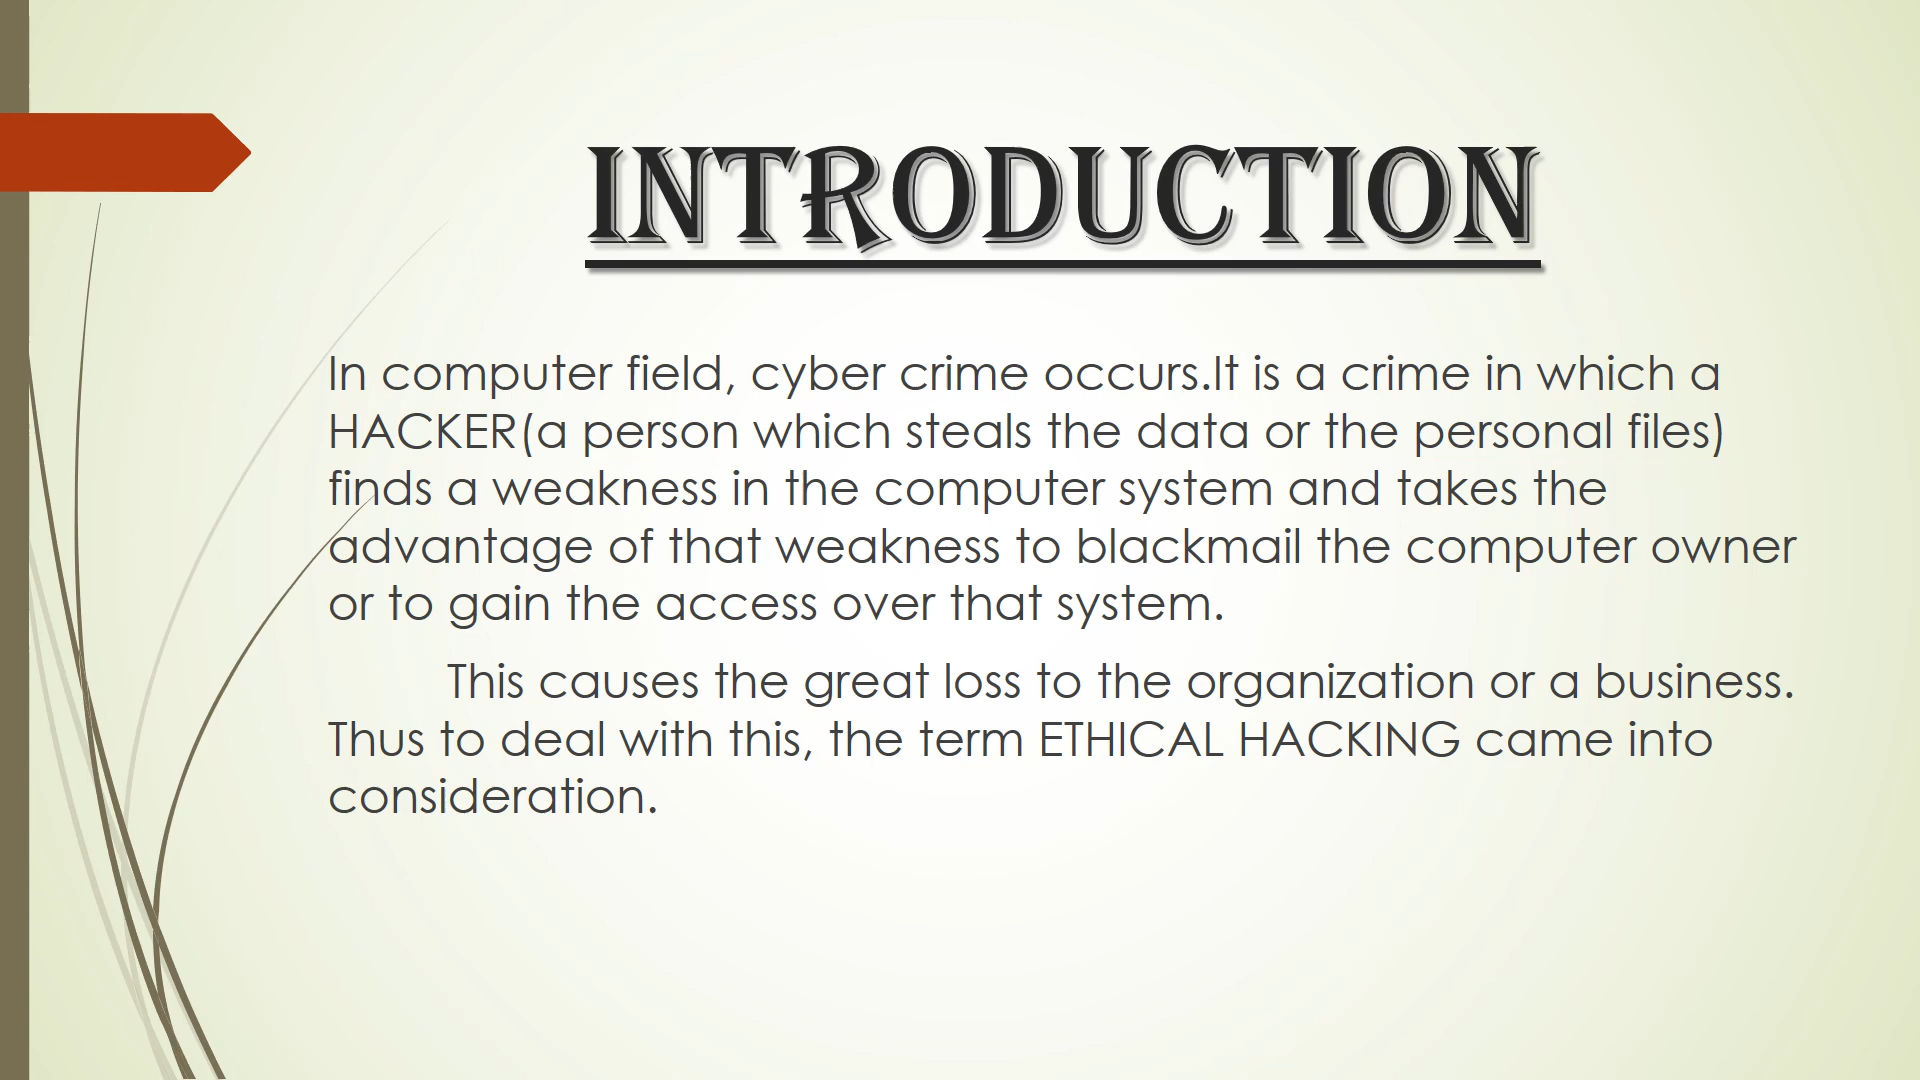 INTRODUCTION
In computer field, cyber crime occurs.It is a crime in which a
HACKER(a person which steals the data or the personal files)
finds a weakness in the computer system and takes the
advantage of that weakness to blackmail the computer owner
or to gain the access over that system.
This causes the great loss to the organization or a business.
Thus to deal with this, the term ETHICAL HACKING came into
consideration.